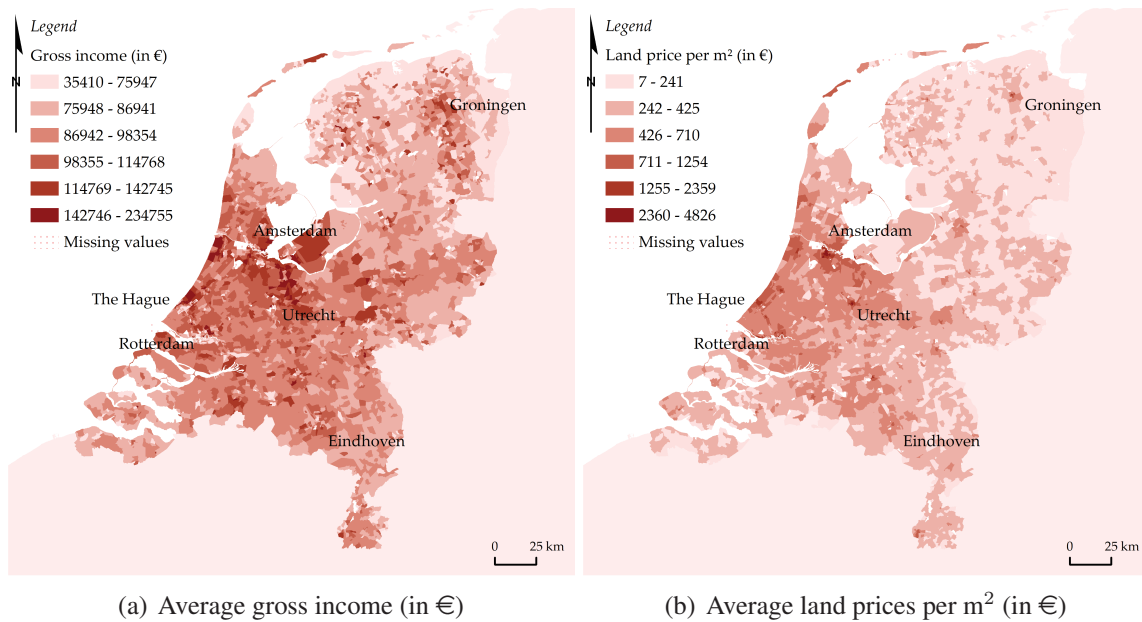 Legend
Gross income (in €)
35410 - 75947
75948 - 86941
86942 - 98354
98355 - 114768
114769 - 142745
142746 - 234755
Missing values
N
Groningen
Amsterdam
The Hague
Utrecht
Rotterdam
Eindhoven
0 25 km
(a) Average gross income (in €)
Legend
Land price per m² (in €)
7 - 241
242 - 425
426 - 710
711 - 1254
1255 - 2359
2360 - 4826
Missing values
N
Groningen
Amsterdam
The Hague
Utrecht
Rotterdam
Eindhoven
0 25 km
(b) Average land prices per m² (in €)